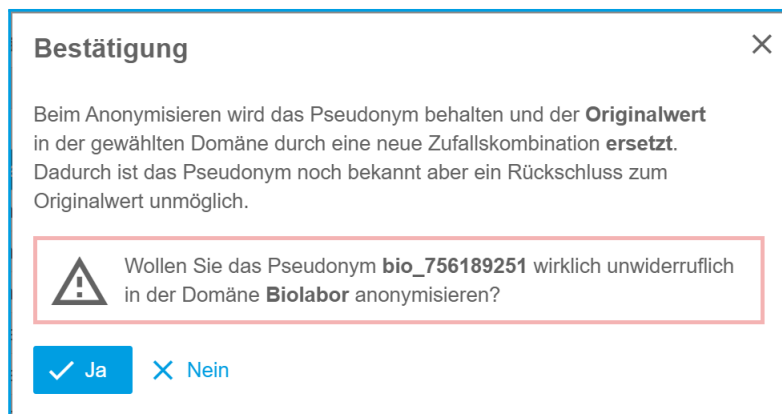 Bestätigung
Beim Anonymisieren wird das Pseudonym behalten und der Originalwert
in der gewählten Domäne durch eine neue Zufallskombination ersetzt.
Dadurch ist das Pseudonym noch bekannt aber ein Rückschluss zum
Originalwert unmöglich.
Wollen Sie das Pseudonym bio_756189251 wirklich unwiderruflich
in der Domäne Biolabor anonymisieren?
Ja Nein